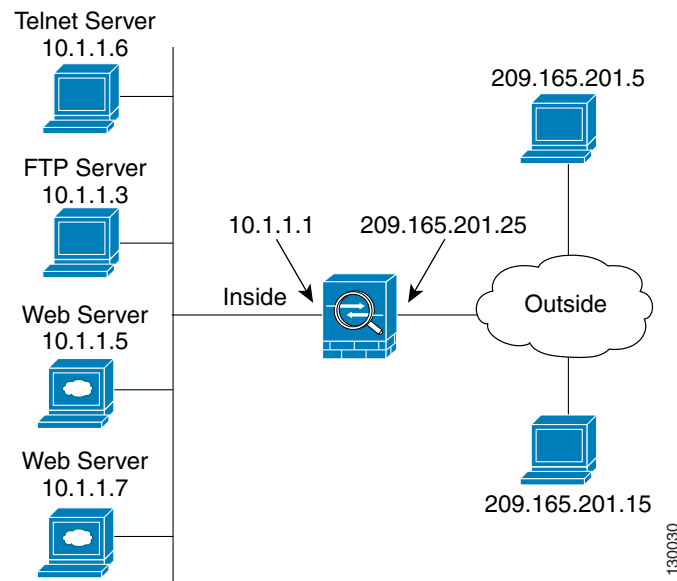 Telnet Server
10.1.1.6
FTP Server
10.1.1.3
Web Server
10.1.1.5
Web Server
10.1.1.7
10.1.1.1
Inside
209.165.201.25
209.165.201.5
Outside
209.165.201.15
130030